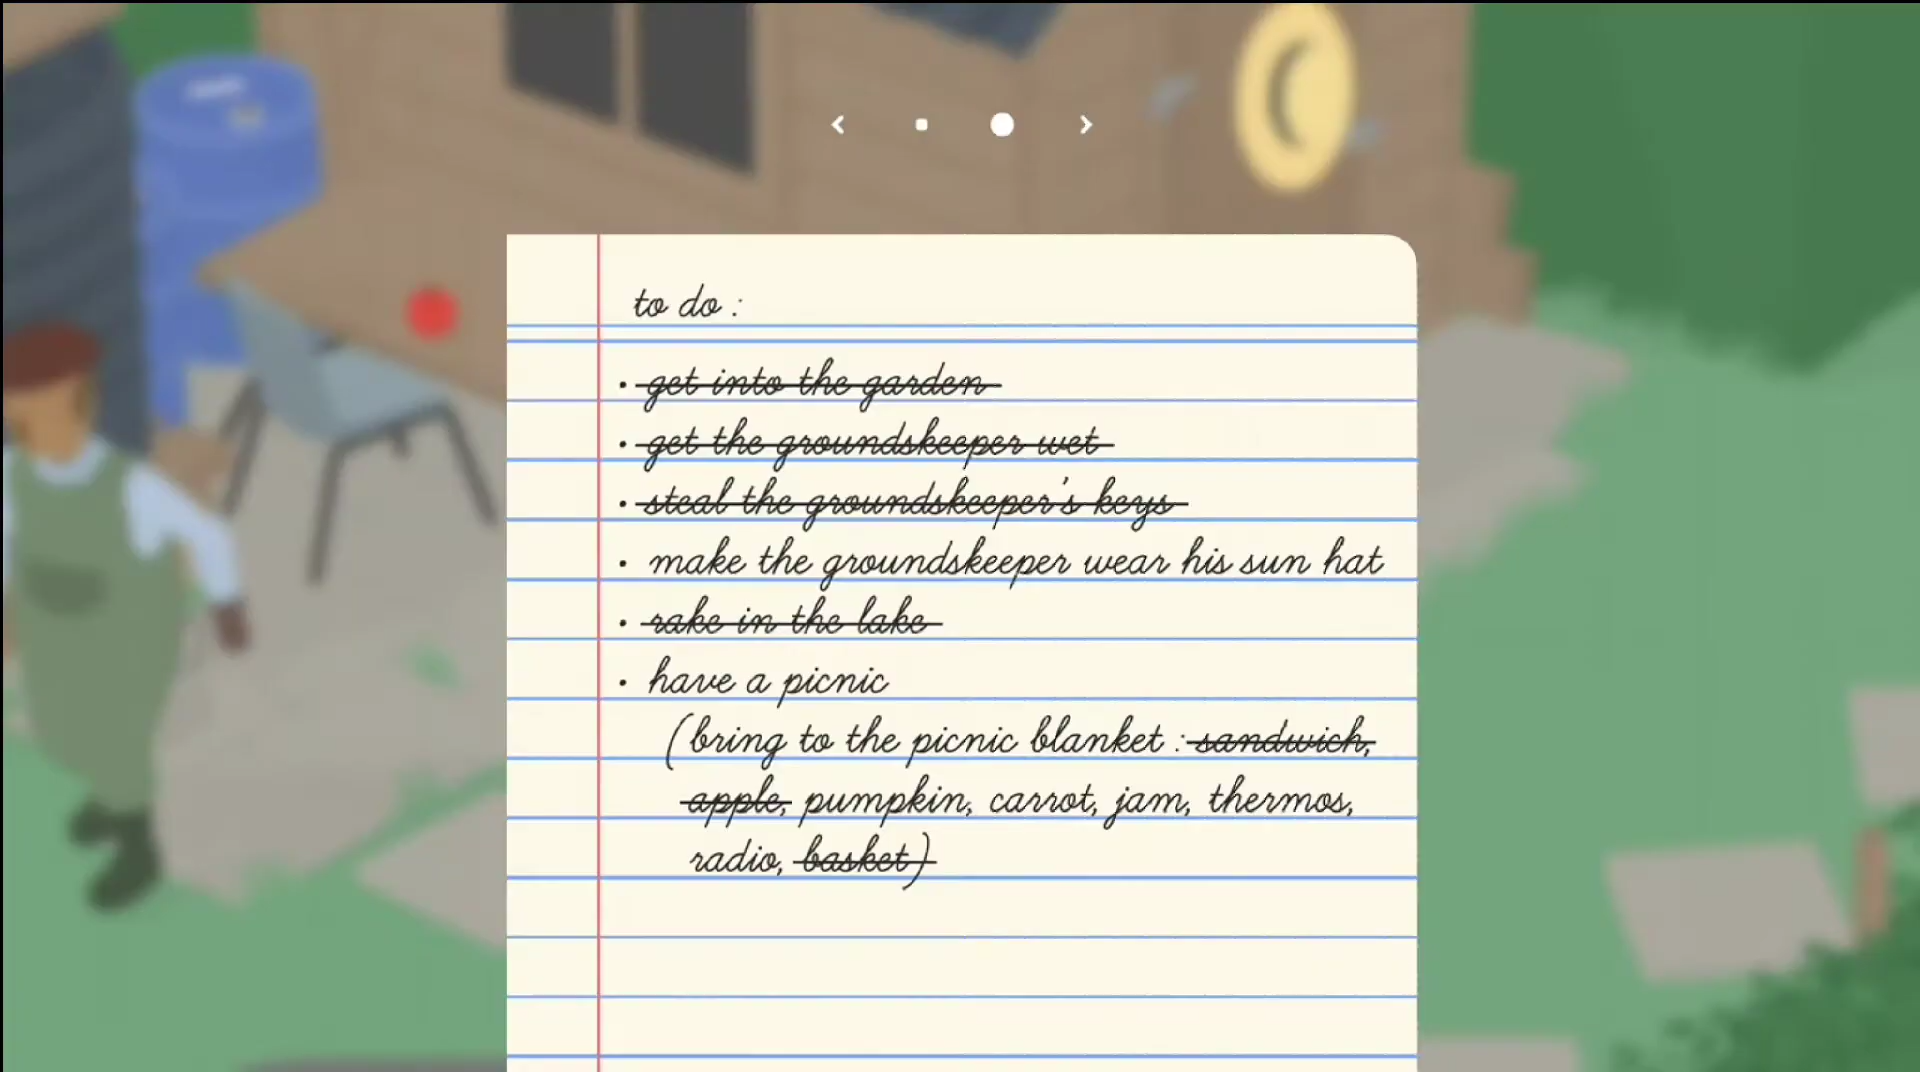 to do :
• get into the garden
• get the groundskeeper wet
• steal the groundskeeper's keys
• make the groundskeeper wear his sun hat
• rake in the lake
• have a picnic
(bring to the picnic blanket : sandwich,
apple, pumpkin, carrot, jam, thermos,
radio, basket)